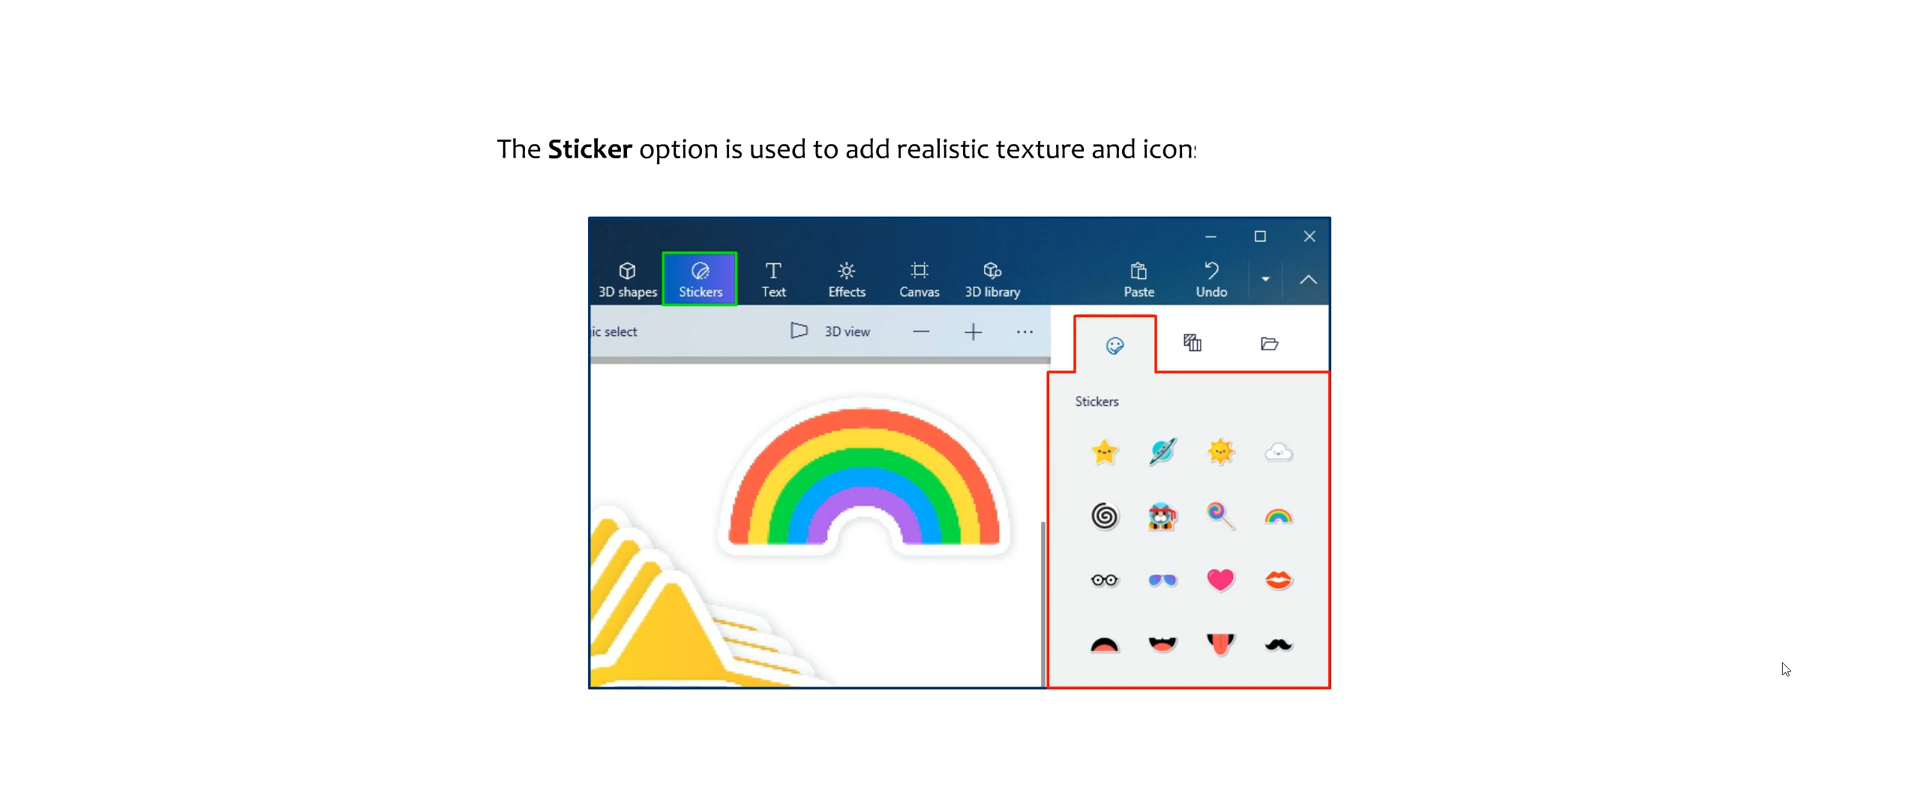 The Sticker option is used to add realistic texture and icons
3D shapes Stickers Text Effects Canvas 3D library Paste Undo
ic select 3D view
Stickers